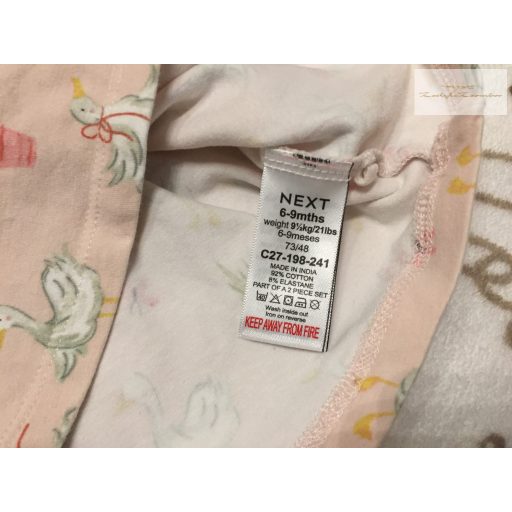 NEXT
6-9mths
weight 9½kg/21lbs
6-9meses
73/48
C27-198-241
MADE IN INDIA
92% COTTON
8% ELASTANE
PART OF A 2 PIECE SET
Wash inside out
Iron on reverse
KEEP AWAY FROM FIRE